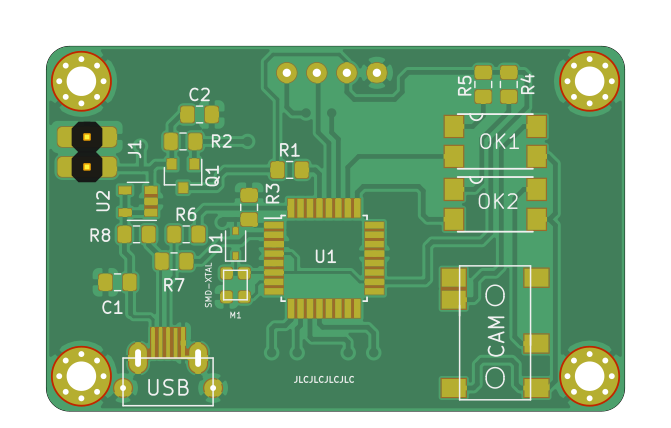 R5
R4
C2
R2
OK1
J1
R1
Q1
R3
U2
OK2
R6
R8
D1
U1
R7
SMD-XTAL
C1
M1
CAM
JLCJLCJLCJLC
USB